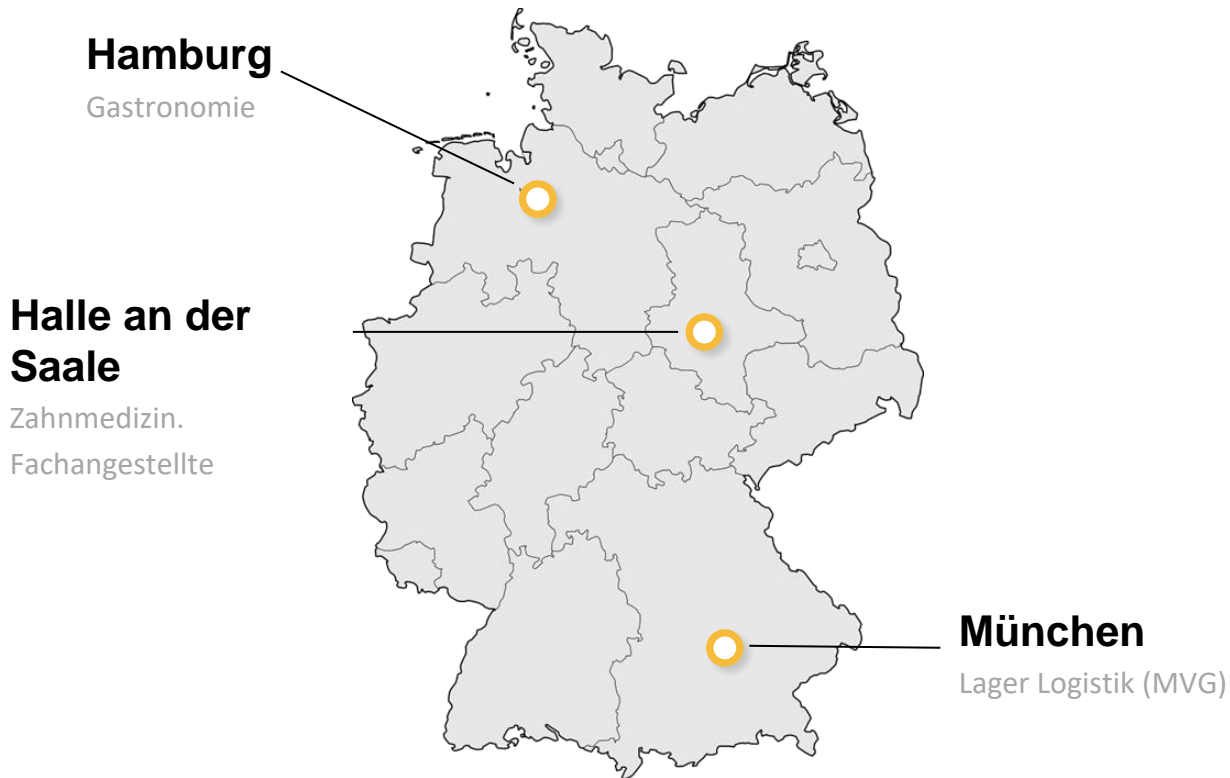 Hamburg
Gastronomie
Halle an der
Saale
Zahnmedizin.
Fachangestellte
München
Lager Logistik (MVG)